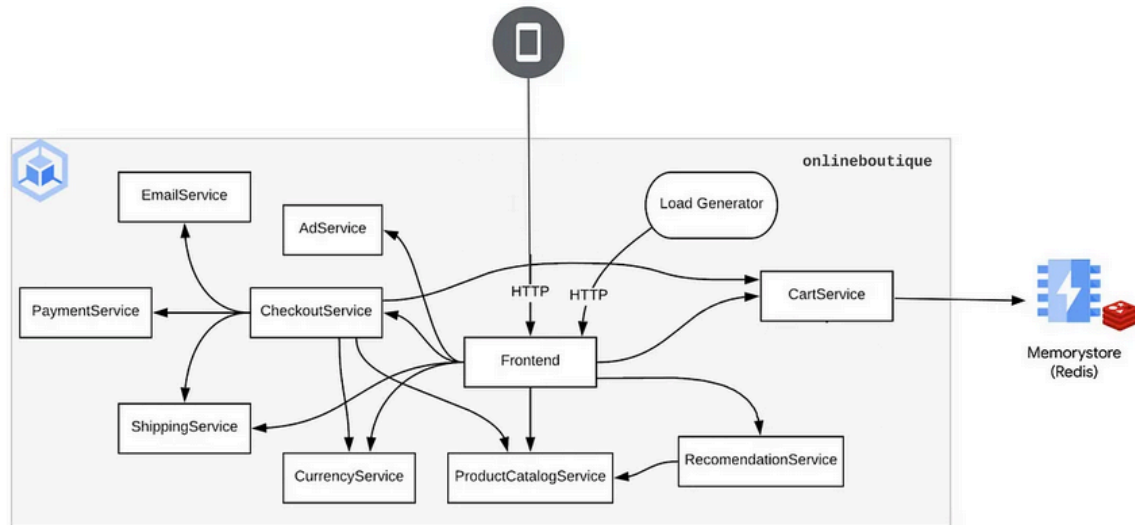 onlineboutique
EmailService
Load Generator
AdService
HTTP
HTTP
PaymentService
CheckoutService
CartService
Frontend
Memorystore
(Redis)
ShippingService
CurrencyService
ProductCatalogService
RecomendationService